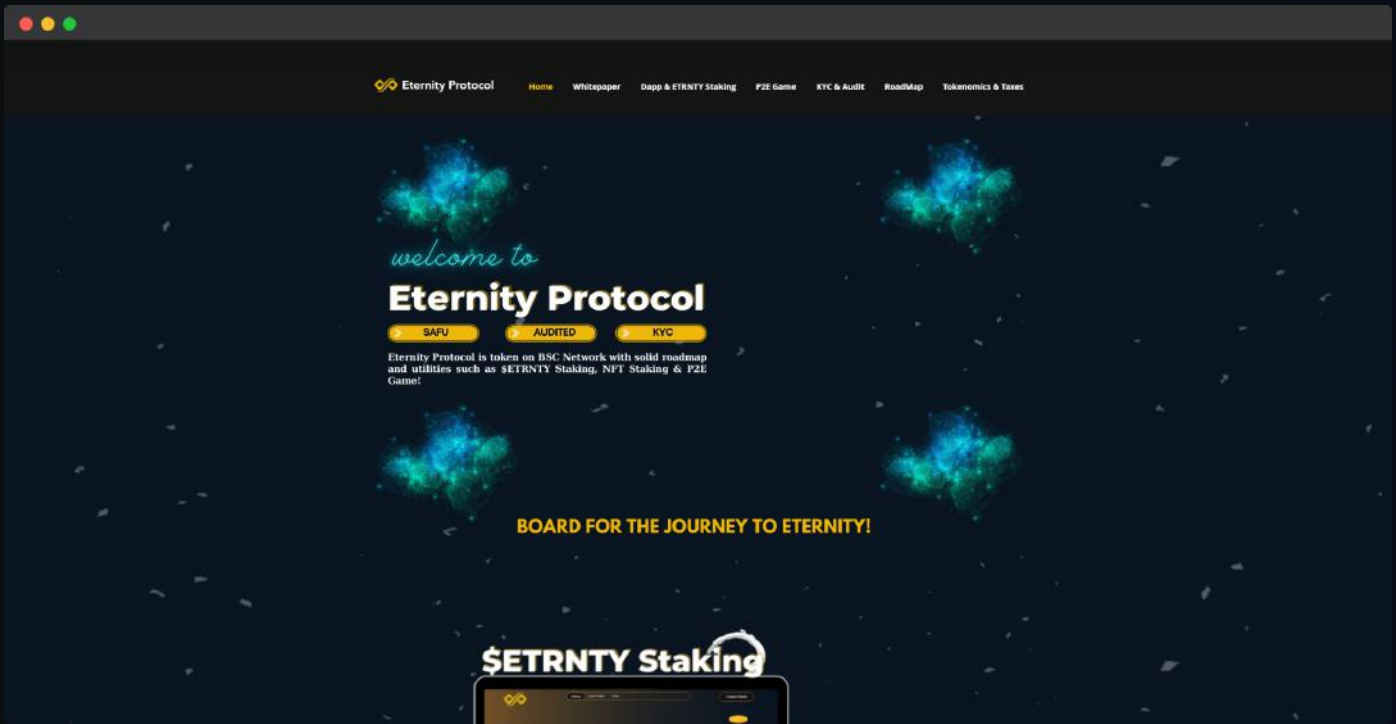 Eternity Protocol
Home Whitepaper Dapp & ETRNTY Staking P2E Game KYC & Audit RoadMap Tokenomics & Taxes
welcome to
Eternity Protocol
SAFU AUDITED KYC
Eternity Protocol is token on BSC Network with solid roadmap
and utilities such as $ETRNTY Staking, NFT Staking & P2E
Game!
BOARD FOR THE JOURNEY TO ETERNITY!
$ETRNTY Staking